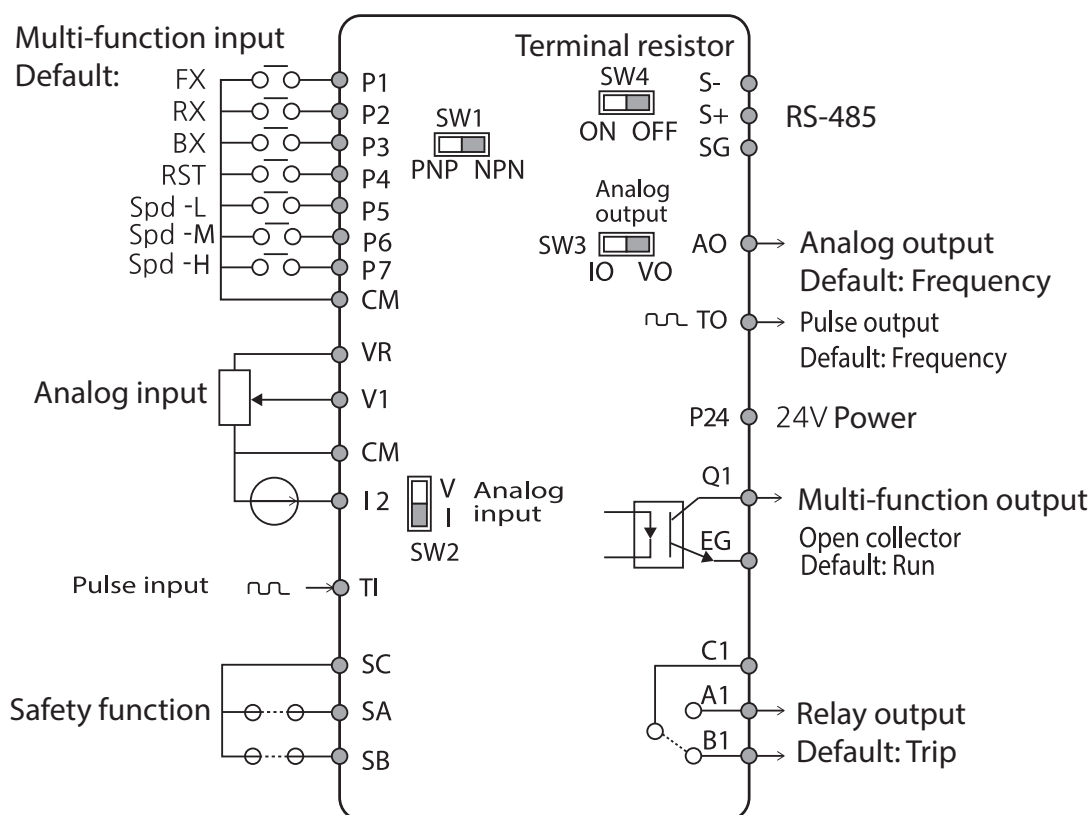 Multi-function input
Default:
FX
RX
BX
RST
Spd -L
Spd -M
Spd -H
P1
P2
P3
P4
P5
P6
P7
CM
SW1
PNP NPN
Terminal resistor
SW4
ON OFF
S-
S+
SG
RS-485
Analog
output
SW3
IO VO
AO
Analog output
Default: Frequency
TO
Pulse output
Default: Frequency
Analog input
VR
V1
CM
I 2
V
I
Analog
input
SW2
P24
24V Power
Q1
EG
Multi-function output
Open collector
Default: Run
Pulse input
TI
Safety function
SC
SA
SB
C1
A1
B1
Relay output
Default: Trip